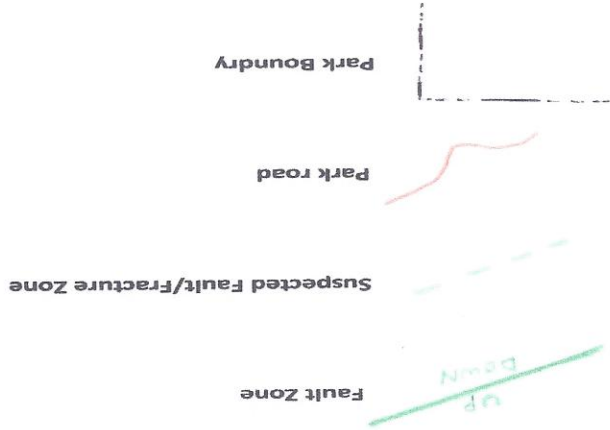 UP
DOWN
Fault Zone
Suspected Fault/Fracture Zone
Park road
Park Boundry